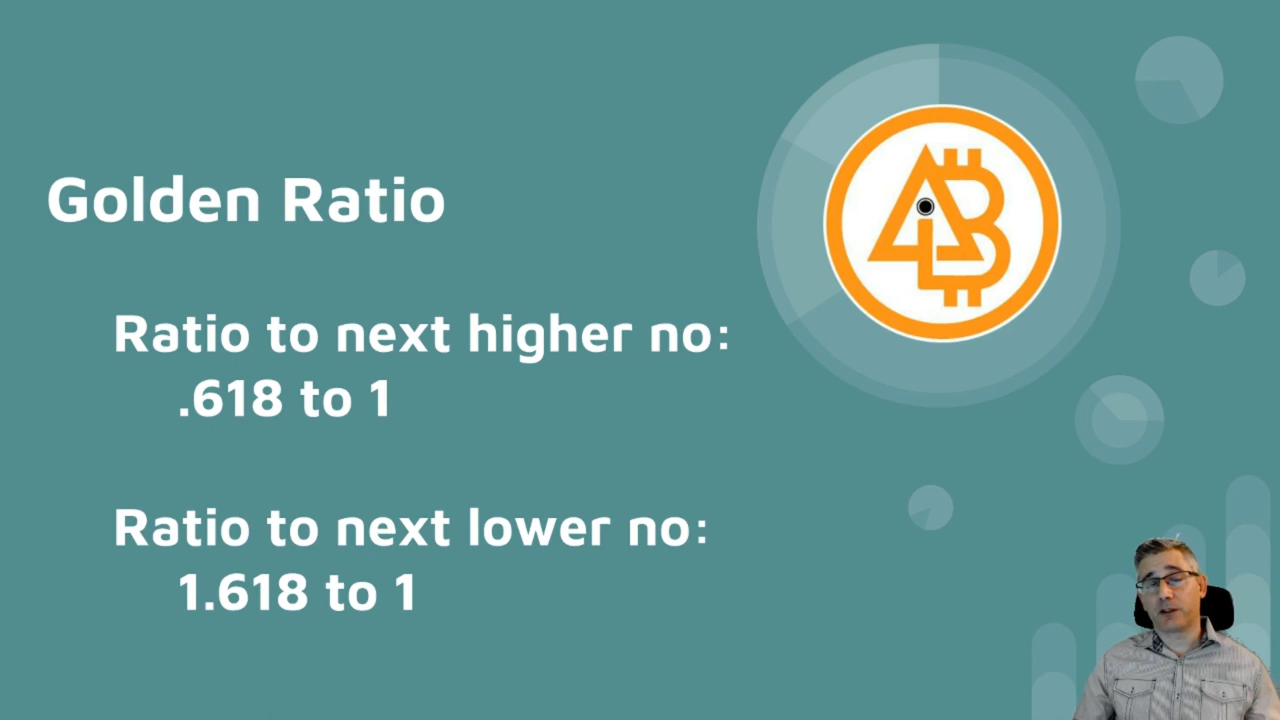 Golden Ratio
Ratio to next higher no:
.618 to 1
Ratio to next lower no:
1.618 to 1